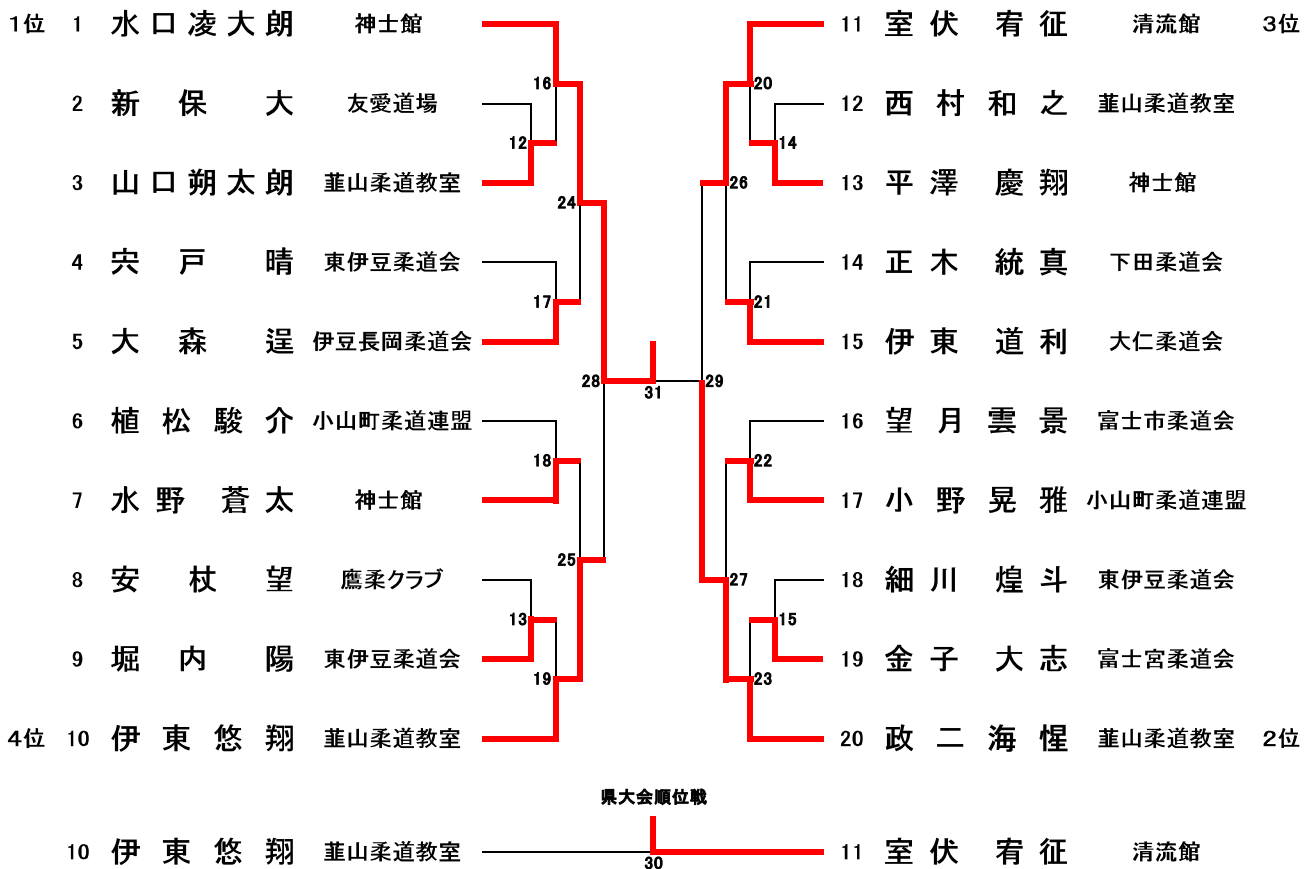 1位 1 水口凌大朗 神士館
2 新保大 友愛道場
3 山口朔太朗 韮山柔道教室
4 宍戸晴 東伊豆柔道会
5 大森逞 伊豆長岡柔道会
6 植松駿介 小山町柔道連盟
7 水野蒼太 神士館
8 安杖望 鷹柔クラブ
9 堀内陽 東伊豆柔道会
4位 10 伊東悠翔 韮山柔道教室
16
12
24
17
28
18
25
13
19
31
20
14
26
21
29
22
27
15
23
11 室伏宥征 清流館 3位
12 西村和之 韮山柔道教室
13 平澤慶翔 神士館
14 正木統真 下田柔道会
15 伊東道利 大仁柔道会
16 望月雲景 富士市柔道会
17 小野晃雅 小山町柔道連盟
18 細川煌斗 東伊豆柔道会
19 金子大志 富士宮柔道会
20 政二海惺 韮山柔道教室 2位
県大会順位戦
10 伊東悠翔 韮山柔道教室
30
11 室伏宥征 清流館